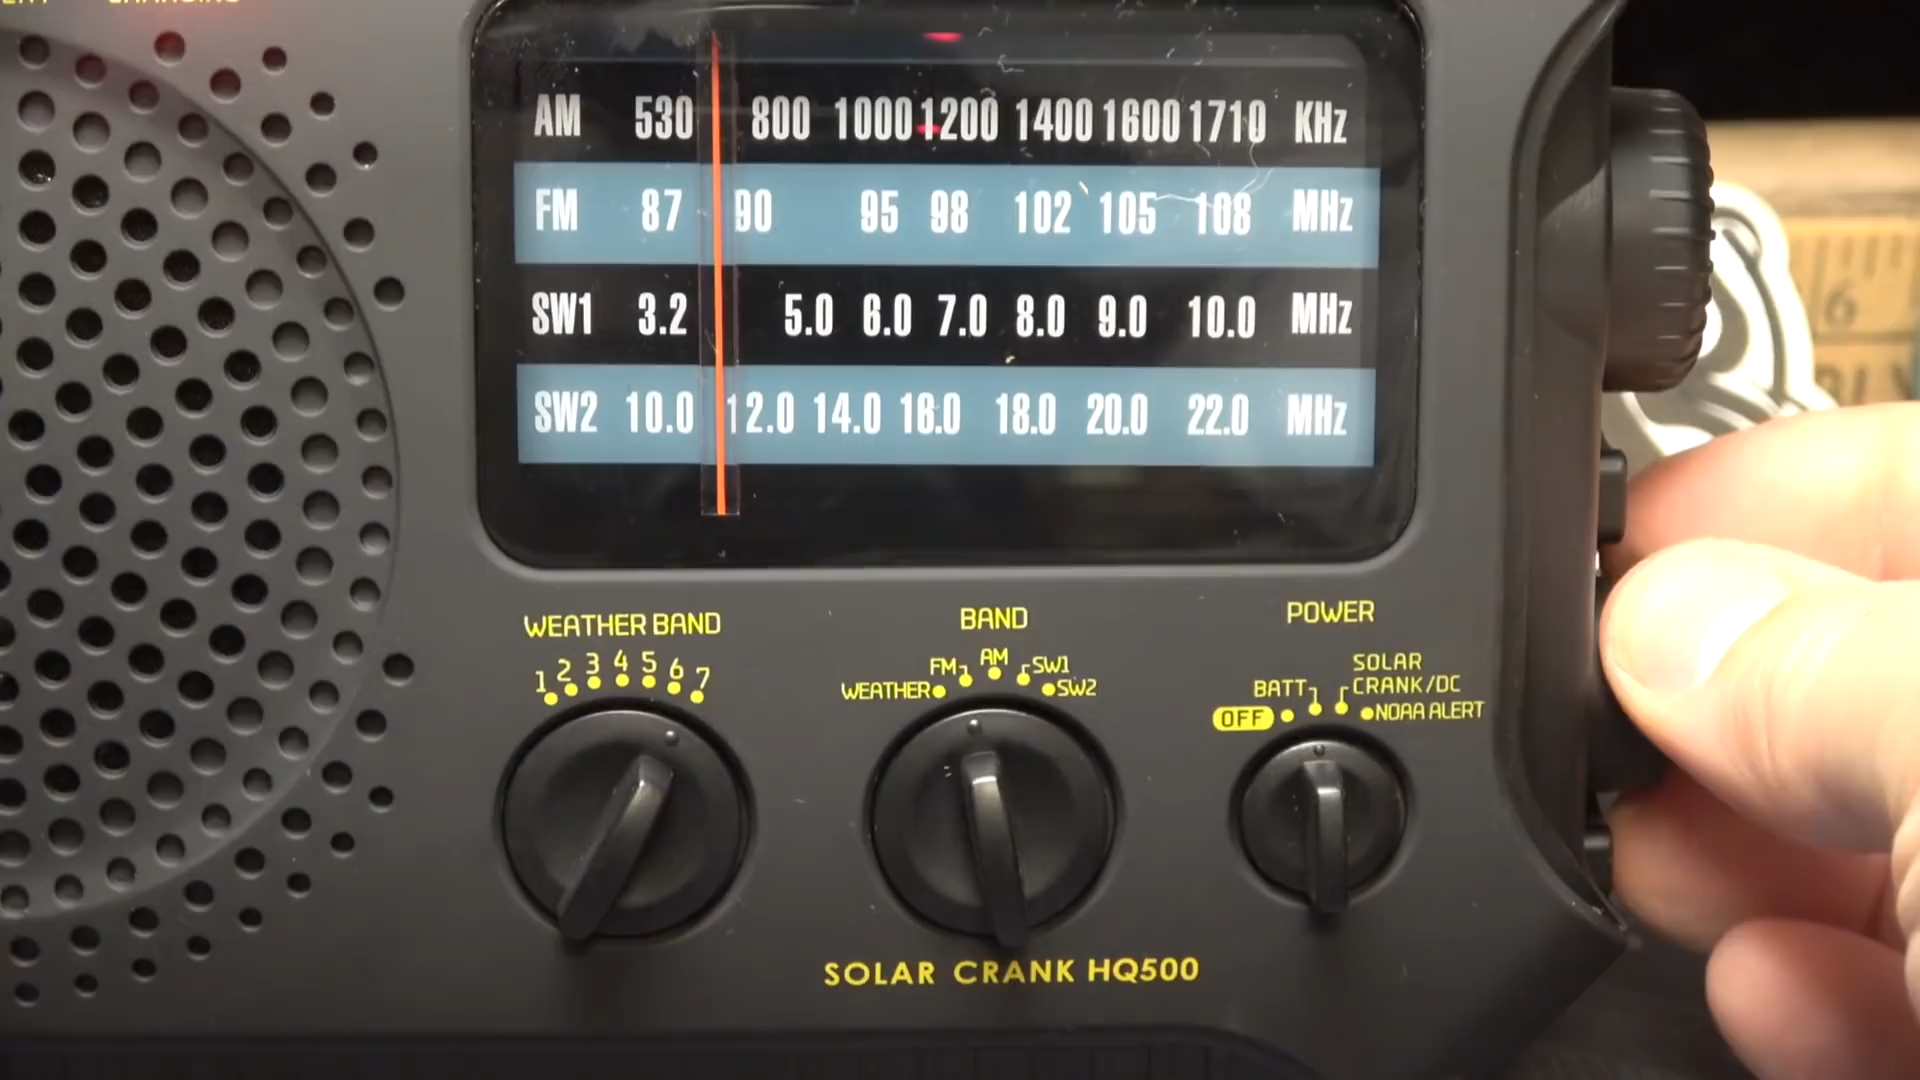 CHARGING
AM 530 800 1000 1200 1400 1600 1710 KHz
FM 87 90 95 98 102 105 108 MHz
SW1 3.2 5.0 6.0 7.0 8.0 9.0 10.0 MHz
SW2 10.0 12.0 14.0 16.0 18.0 20.0 22.0 MHz
6
WEATHER BAND
1 2 3 4 5 6 7
BAND
WEATHER FM AM SW1 SW2
POWER
OFF BATT SOLAR
CRANK/DC
NOAA ALERT
SOLAR CRANK HQ500